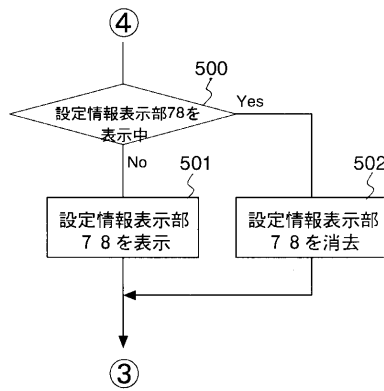 ④
500
設定情報表示部78を
表示中
Yes
No
501
設定情報表示部
７８を表示
502
設定情報表示部
７８を消去
③